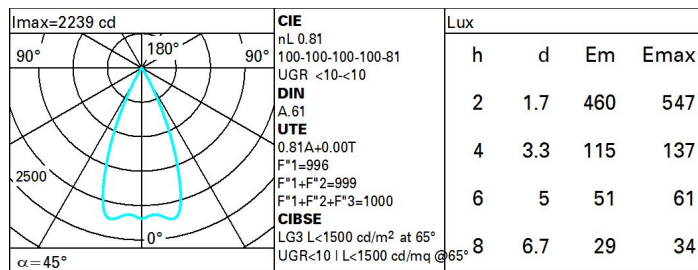 Imax=2239 cd
90° 180° 90°
2500
0°
α=45°
CIE
nL 0.81
100-100-100-100-81
UGR <10-<10
DIN
A.61
UTE
0.81A+0.00T
F"1=996
F"1+F"2=999
F"1+F"2+F"3=1000
CIBSE
LG3 L<1500 cd/m² at 65°
UGR<10 | L<1500 cd/mq @65°
Lux
h d Em Emax
2 1.7 460 547
4 3.3 115 137
6 5 51 61
8 6.7 29 34